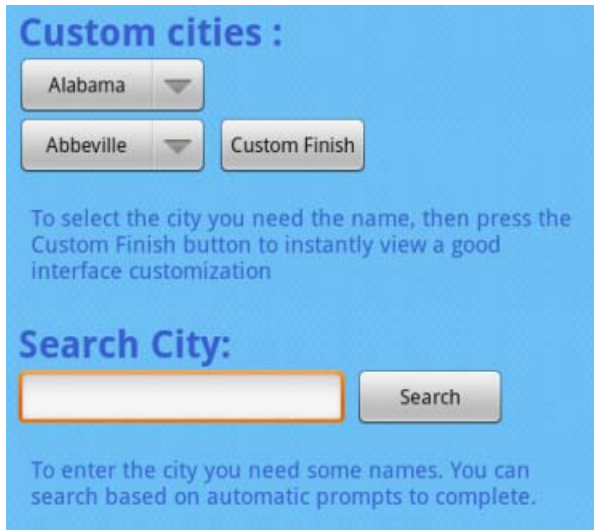 Custom cities :
Alabama
Abbeville
Custom Finish
To select the city you need the name, then press the
Custom Finish button to instantly view a good
interface customization
Search City:
Search
To enter the city you need some names. You can
search based on automatic prompts to complete.